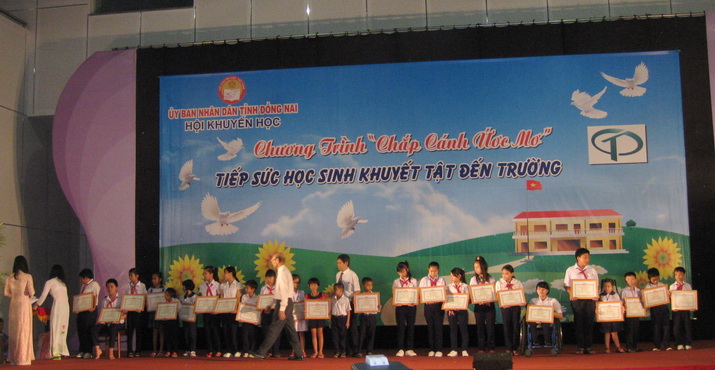 ỦY BAN NHÂN DÂN TỈNH ĐỒNG NAI
HỘI KHUYẾN HỌC
Chương Trình "Chắp Cánh Ước Mơ"
TIẾP SỨC HỌC SINH KHUYẾT TẬT ĐẾN TRƯỜNG